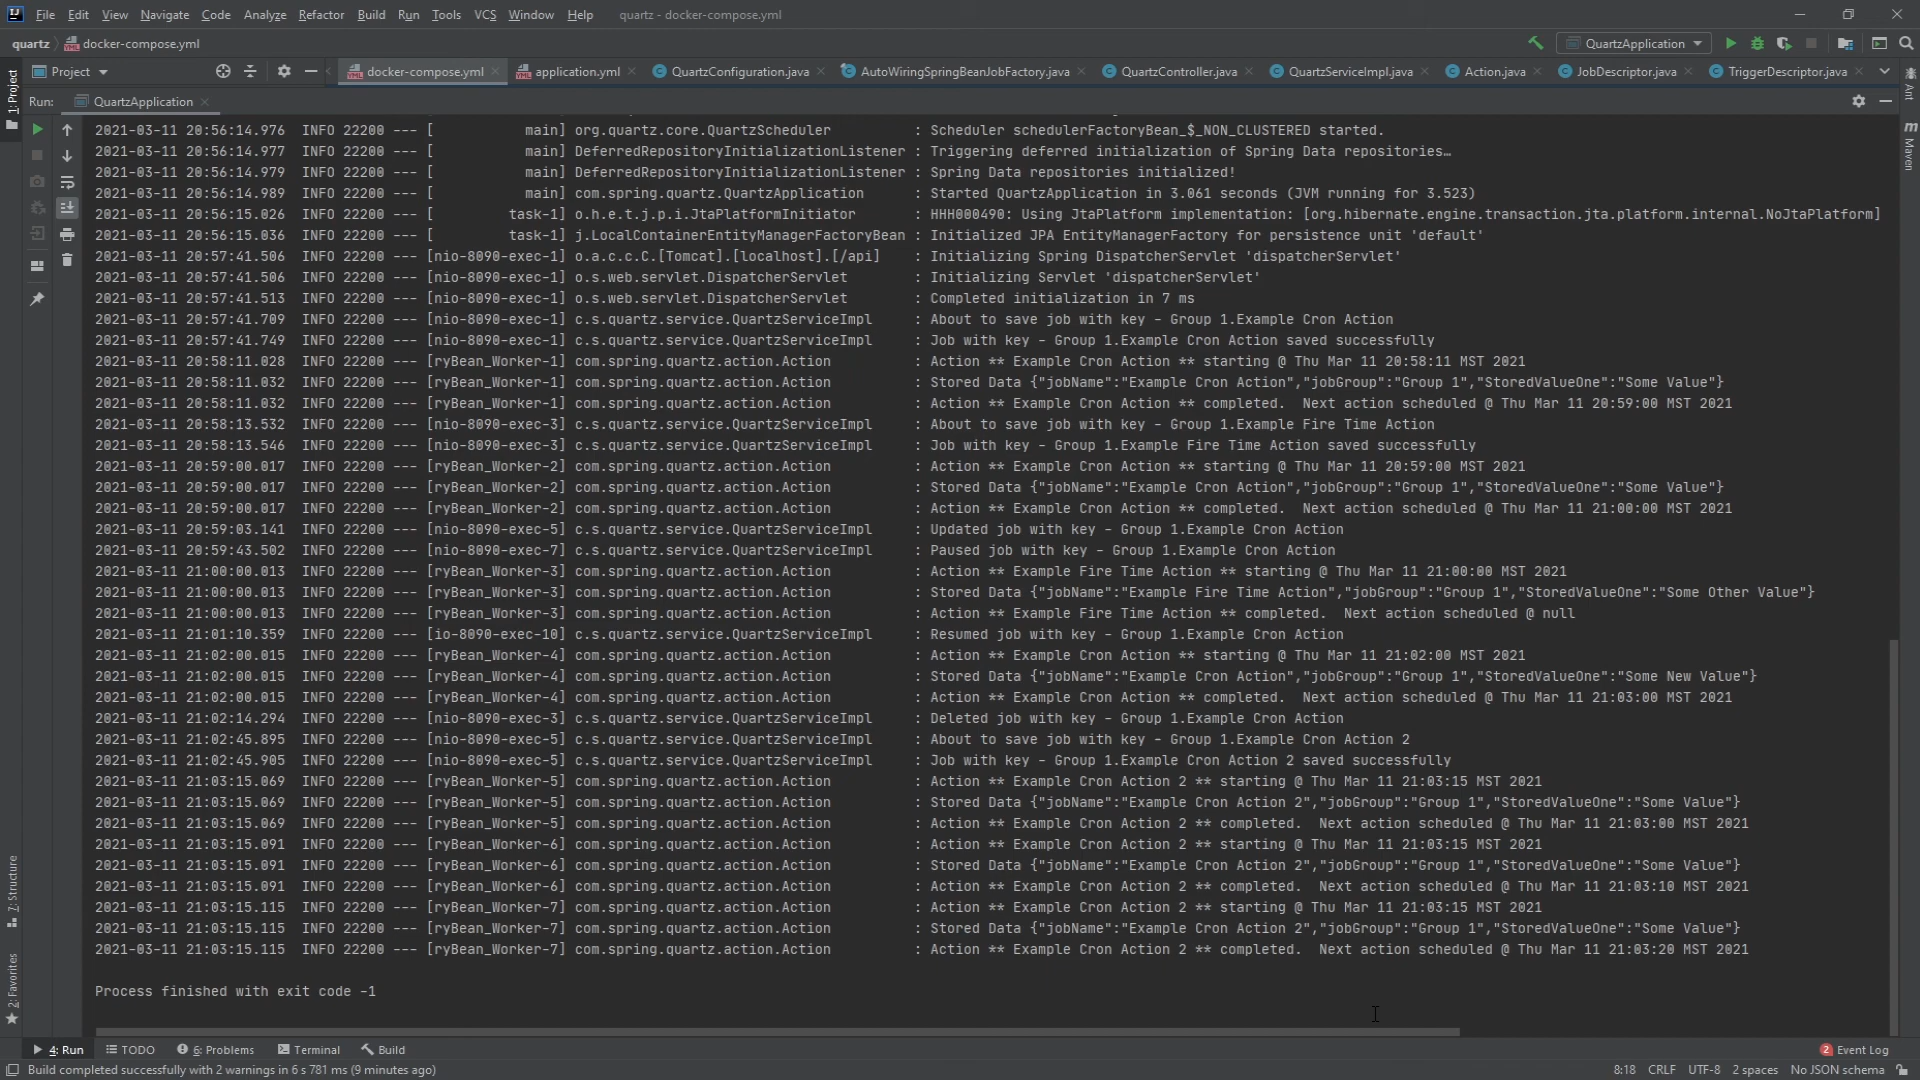 File Edit View Navigate Code Analyze Refactor Build Run Tools VCS Window Help quartz - docker-compose.yml
quartz docker-compose.yml QuartzApplication
Project docker-compose.yml application.yml QuartzConfiguration.java AutoWiringSpringBeanJobFactory.java QuartzController.java QuartzServiceImpl.java Action.java JobDescriptor.java TriggerDescriptor.java
Run: QuartzApplication
2021-03-11 20:56:14.976  INFO 22200 --- [           main] org.quartz.core.QuartzScheduler          : Scheduler schedulerFactoryBean_$_NON_CLUSTERED started.
2021-03-11 20:56:14.977  INFO 22200 --- [           main] DeferredRepositoryInitializationListener : Triggering deferred initialization of Spring Data repositories…
2021-03-11 20:56:14.979  INFO 22200 --- [           main] DeferredRepositoryInitializationListener : Spring Data repositories initialized!
2021-03-11 20:56:14.989  INFO 22200 --- [           main] com.spring.quartz.QuartzApplication      : Started QuartzApplication in 3.061 seconds (JVM running for 3.523)
2021-03-11 20:56:15.026  INFO 22200 --- [         task-1] o.h.e.t.j.p.i.JtaPlatformInitiator       : HHH000490: Using JtaPlatform implementation: [org.hibernate.engine.transaction.jta.platform.internal.NoJtaPlatform]
2021-03-11 20:56:15.036  INFO 22200 --- [         task-1] j.LocalContainerEntityManagerFactoryBean : Initialized JPA EntityManagerFactory for persistence unit 'default'
2021-03-11 20:57:41.506  INFO 22200 --- [nio-8090-exec-1] o.a.c.c.C.[Tomcat].[localhost].[/api]    : Initializing Spring DispatcherServlet 'dispatcherServlet'
2021-03-11 20:57:41.506  INFO 22200 --- [nio-8090-exec-1] o.s.web.servlet.DispatcherServlet        : Initializing Servlet 'dispatcherServlet'
2021-03-11 20:57:41.513  INFO 22200 --- [nio-8090-exec-1] o.s.web.servlet.DispatcherServlet        : Completed initialization in 7 ms
2021-03-11 20:57:41.709  INFO 22200 --- [nio-8090-exec-1] c.s.quartz.service.QuartzServiceImpl     : About to save job with key - Group 1.Example Cron Action
2021-03-11 20:57:41.749  INFO 22200 --- [nio-8090-exec-1] c.s.quartz.service.QuartzServiceImpl     : Job with key - Group 1.Example Cron Action saved successfully
2021-03-11 20:58:11.028  INFO 22200 --- [ryBean_Worker-1] com.spring.quartz.action.Action          : Action ** Example Cron Action ** starting @ Thu Mar 11 20:58:11 MST 2021
2021-03-11 20:58:11.032  INFO 22200 --- [ryBean_Worker-1] com.spring.quartz.action.Action          : Stored Data {"jobName":"Example Cron Action","jobGroup":"Group 1","StoredValueOne":"Some Value"}
2021-03-11 20:58:11.032  INFO 22200 --- [ryBean_Worker-1] com.spring.quartz.action.Action          : Action ** Example Cron Action ** completed.  Next action scheduled @ Thu Mar 11 20:59:00 MST 2021
2021-03-11 20:58:13.532  INFO 22200 --- [nio-8090-exec-3] c.s.quartz.service.QuartzServiceImpl     : About to save job with key - Group 1.Example Fire Time Action
2021-03-11 20:58:13.546  INFO 22200 --- [nio-8090-exec-3] c.s.quartz.service.QuartzServiceImpl     : Job with key - Group 1.Example Fire Time Action saved successfully
2021-03-11 20:59:00.017  INFO 22200 --- [ryBean_Worker-2] com.spring.quartz.action.Action          : Action ** Example Cron Action ** starting @ Thu Mar 11 20:59:00 MST 2021
2021-03-11 20:59:00.017  INFO 22200 --- [ryBean_Worker-2] com.spring.quartz.action.Action          : Stored Data {"jobName":"Example Cron Action","jobGroup":"Group 1","StoredValueOne":"Some Value"}
2021-03-11 20:59:00.017  INFO 22200 --- [ryBean_Worker-2] com.spring.quartz.action.Action          : Action ** Example Cron Action ** completed.  Next action scheduled @ Thu Mar 11 21:00:00 MST 2021
2021-03-11 20:59:03.141  INFO 22200 --- [nio-8090-exec-5] c.s.quartz.service.QuartzServiceImpl     : Updated job with key - Group 1.Example Cron Action
2021-03-11 20:59:43.502  INFO 22200 --- [nio-8090-exec-7] c.s.quartz.service.QuartzServiceImpl     : Paused job with key - Group 1.Example Cron Action
2021-03-11 21:00:00.013  INFO 22200 --- [ryBean_Worker-3] com.spring.quartz.action.Action          : Action ** Example Fire Time Action ** starting @ Thu Mar 11 21:00:00 MST 2021
2021-03-11 21:00:00.013  INFO 22200 --- [ryBean_Worker-3] com.spring.quartz.action.Action          : Stored Data {"jobName":"Example Fire Time Action","jobGroup":"Group 1","StoredValueOne":"Some Other Value"}
2021-03-11 21:00:00.013  INFO 22200 --- [ryBean_Worker-3] com.spring.quartz.action.Action          : Action ** Example Fire Time Action ** completed.  Next action scheduled @ null
2021-03-11 21:01:10.359  INFO 22200 --- [io-8090-exec-10] c.s.quartz.service.QuartzServiceImpl     : Resumed job with key - Group 1.Example Cron Action
2021-03-11 21:02:00.015  INFO 22200 --- [ryBean_Worker-4] com.spring.quartz.action.Action          : Action ** Example Cron Action ** starting @ Thu Mar 11 21:02:00 MST 2021
2021-03-11 21:02:00.015  INFO 22200 --- [ryBean_Worker-4] com.spring.quartz.action.Action          : Stored Data {"jobName":"Example Cron Action","jobGroup":"Group 1","StoredValueOne":"Some New Value"}
2021-03-11 21:02:00.015  INFO 22200 --- [ryBean_Worker-4] com.spring.quartz.action.Action          : Action ** Example Cron Action ** completed.  Next action scheduled @ Thu Mar 11 21:03:00 MST 2021
2021-03-11 21:02:14.294  INFO 22200 --- [nio-8090-exec-3] c.s.quartz.service.QuartzServiceImpl     : Deleted job with key - Group 1.Example Cron Action
2021-03-11 21:02:45.895  INFO 22200 --- [nio-8090-exec-5] c.s.quartz.service.QuartzServiceImpl     : About to save job with key - Group 1.Example Cron Action 2
2021-03-11 21:02:45.905  INFO 22200 --- [nio-8090-exec-5] c.s.quartz.service.QuartzServiceImpl     : Job with key - Group 1.Example Cron Action 2 saved successfully
2021-03-11 21:03:15.069  INFO 22200 --- [ryBean_Worker-5] com.spring.quartz.action.Action          : Action ** Example Cron Action 2 ** starting @ Thu Mar 11 21:03:15 MST 2021
2021-03-11 21:03:15.069  INFO 22200 --- [ryBean_Worker-5] com.spring.quartz.action.Action          : Stored Data {"jobName":"Example Cron Action 2","jobGroup":"Group 1","StoredValueOne":"Some Value"}
2021-03-11 21:03:15.069  INFO 22200 --- [ryBean_Worker-5] com.spring.quartz.action.Action          : Action ** Example Cron Action 2 ** completed.  Next action scheduled @ Thu Mar 11 21:03:00 MST 2021
2021-03-11 21:03:15.091  INFO 22200 --- [ryBean_Worker-6] com.spring.quartz.action.Action          : Action ** Example Cron Action 2 ** starting @ Thu Mar 11 21:03:15 MST 2021
2021-03-11 21:03:15.091  INFO 22200 --- [ryBean_Worker-6] com.spring.quartz.action.Action          : Stored Data {"jobName":"Example Cron Action 2","jobGroup":"Group 1","StoredValueOne":"Some Value"}
2021-03-11 21:03:15.091  INFO 22200 --- [ryBean_Worker-6] com.spring.quartz.action.Action          : Action ** Example Cron Action 2 ** completed.  Next action scheduled @ Thu Mar 11 21:03:10 MST 2021
2021-03-11 21:03:15.115  INFO 22200 --- [ryBean_Worker-7] com.spring.quartz.action.Action          : Action ** Example Cron Action 2 ** starting @ Thu Mar 11 21:03:15 MST 2021
2021-03-11 21:03:15.115  INFO 22200 --- [ryBean_Worker-7] com.spring.quartz.action.Action          : Stored Data {"jobName":"Example Cron Action 2","jobGroup":"Group 1","StoredValueOne":"Some Value"}
2021-03-11 21:03:15.115  INFO 22200 --- [ryBean_Worker-7] com.spring.quartz.action.Action          : Action ** Example Cron Action 2 ** completed.  Next action scheduled @ Thu Mar 11 21:03:20 MST 2021
Process finished with exit code -1
1: Project
7: Structure
2: Favorites
Ant
Maven
4: Run TODO 6: Problems Terminal Build 2 Event Log
Build completed successfully with 2 warnings in 6 s 781 ms (9 minutes ago) 8:18 CRLF UTF-8 2 spaces No JSON schema